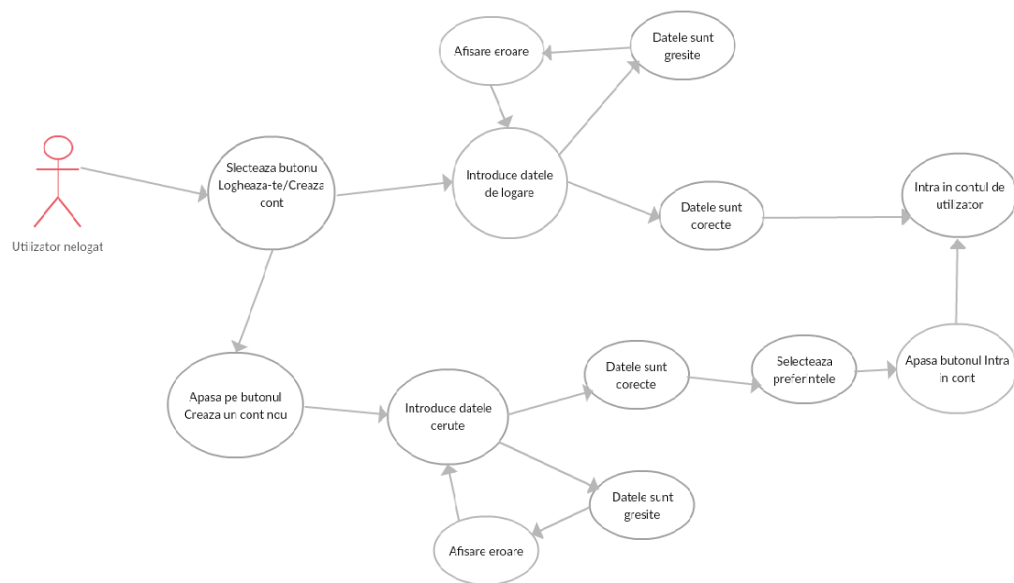 Afisare eroare
Datele sunt
gresite
Slecteaza butonu
Logheaza-te/Creaza
cont
Introduce datele
de logare
Intra in contul de
utilizator
Datele sunt
corecte
Utilizator nelogat
Apasa pe butonul
Creaza un cont nou
Introduce datele
cerute
Datele sunt
corecte
Selecteaza
preferintele
Apasa butonul Intra
in cont
Datele sunt
gresite
Afisare eroare